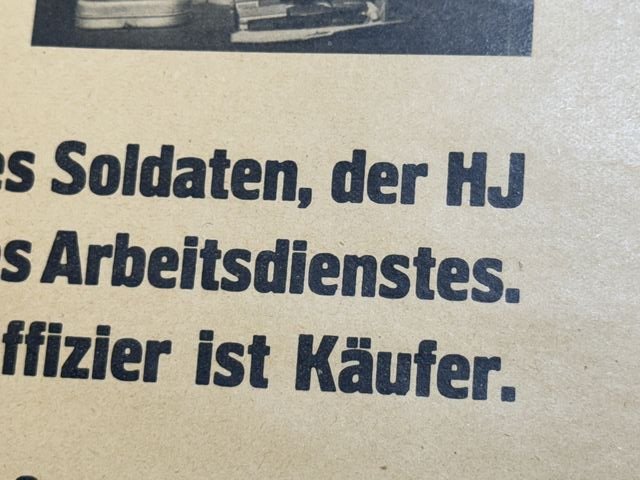 es Soldaten, der HJ
es Arbeitsdienstes.
ffizier ist Käufer.